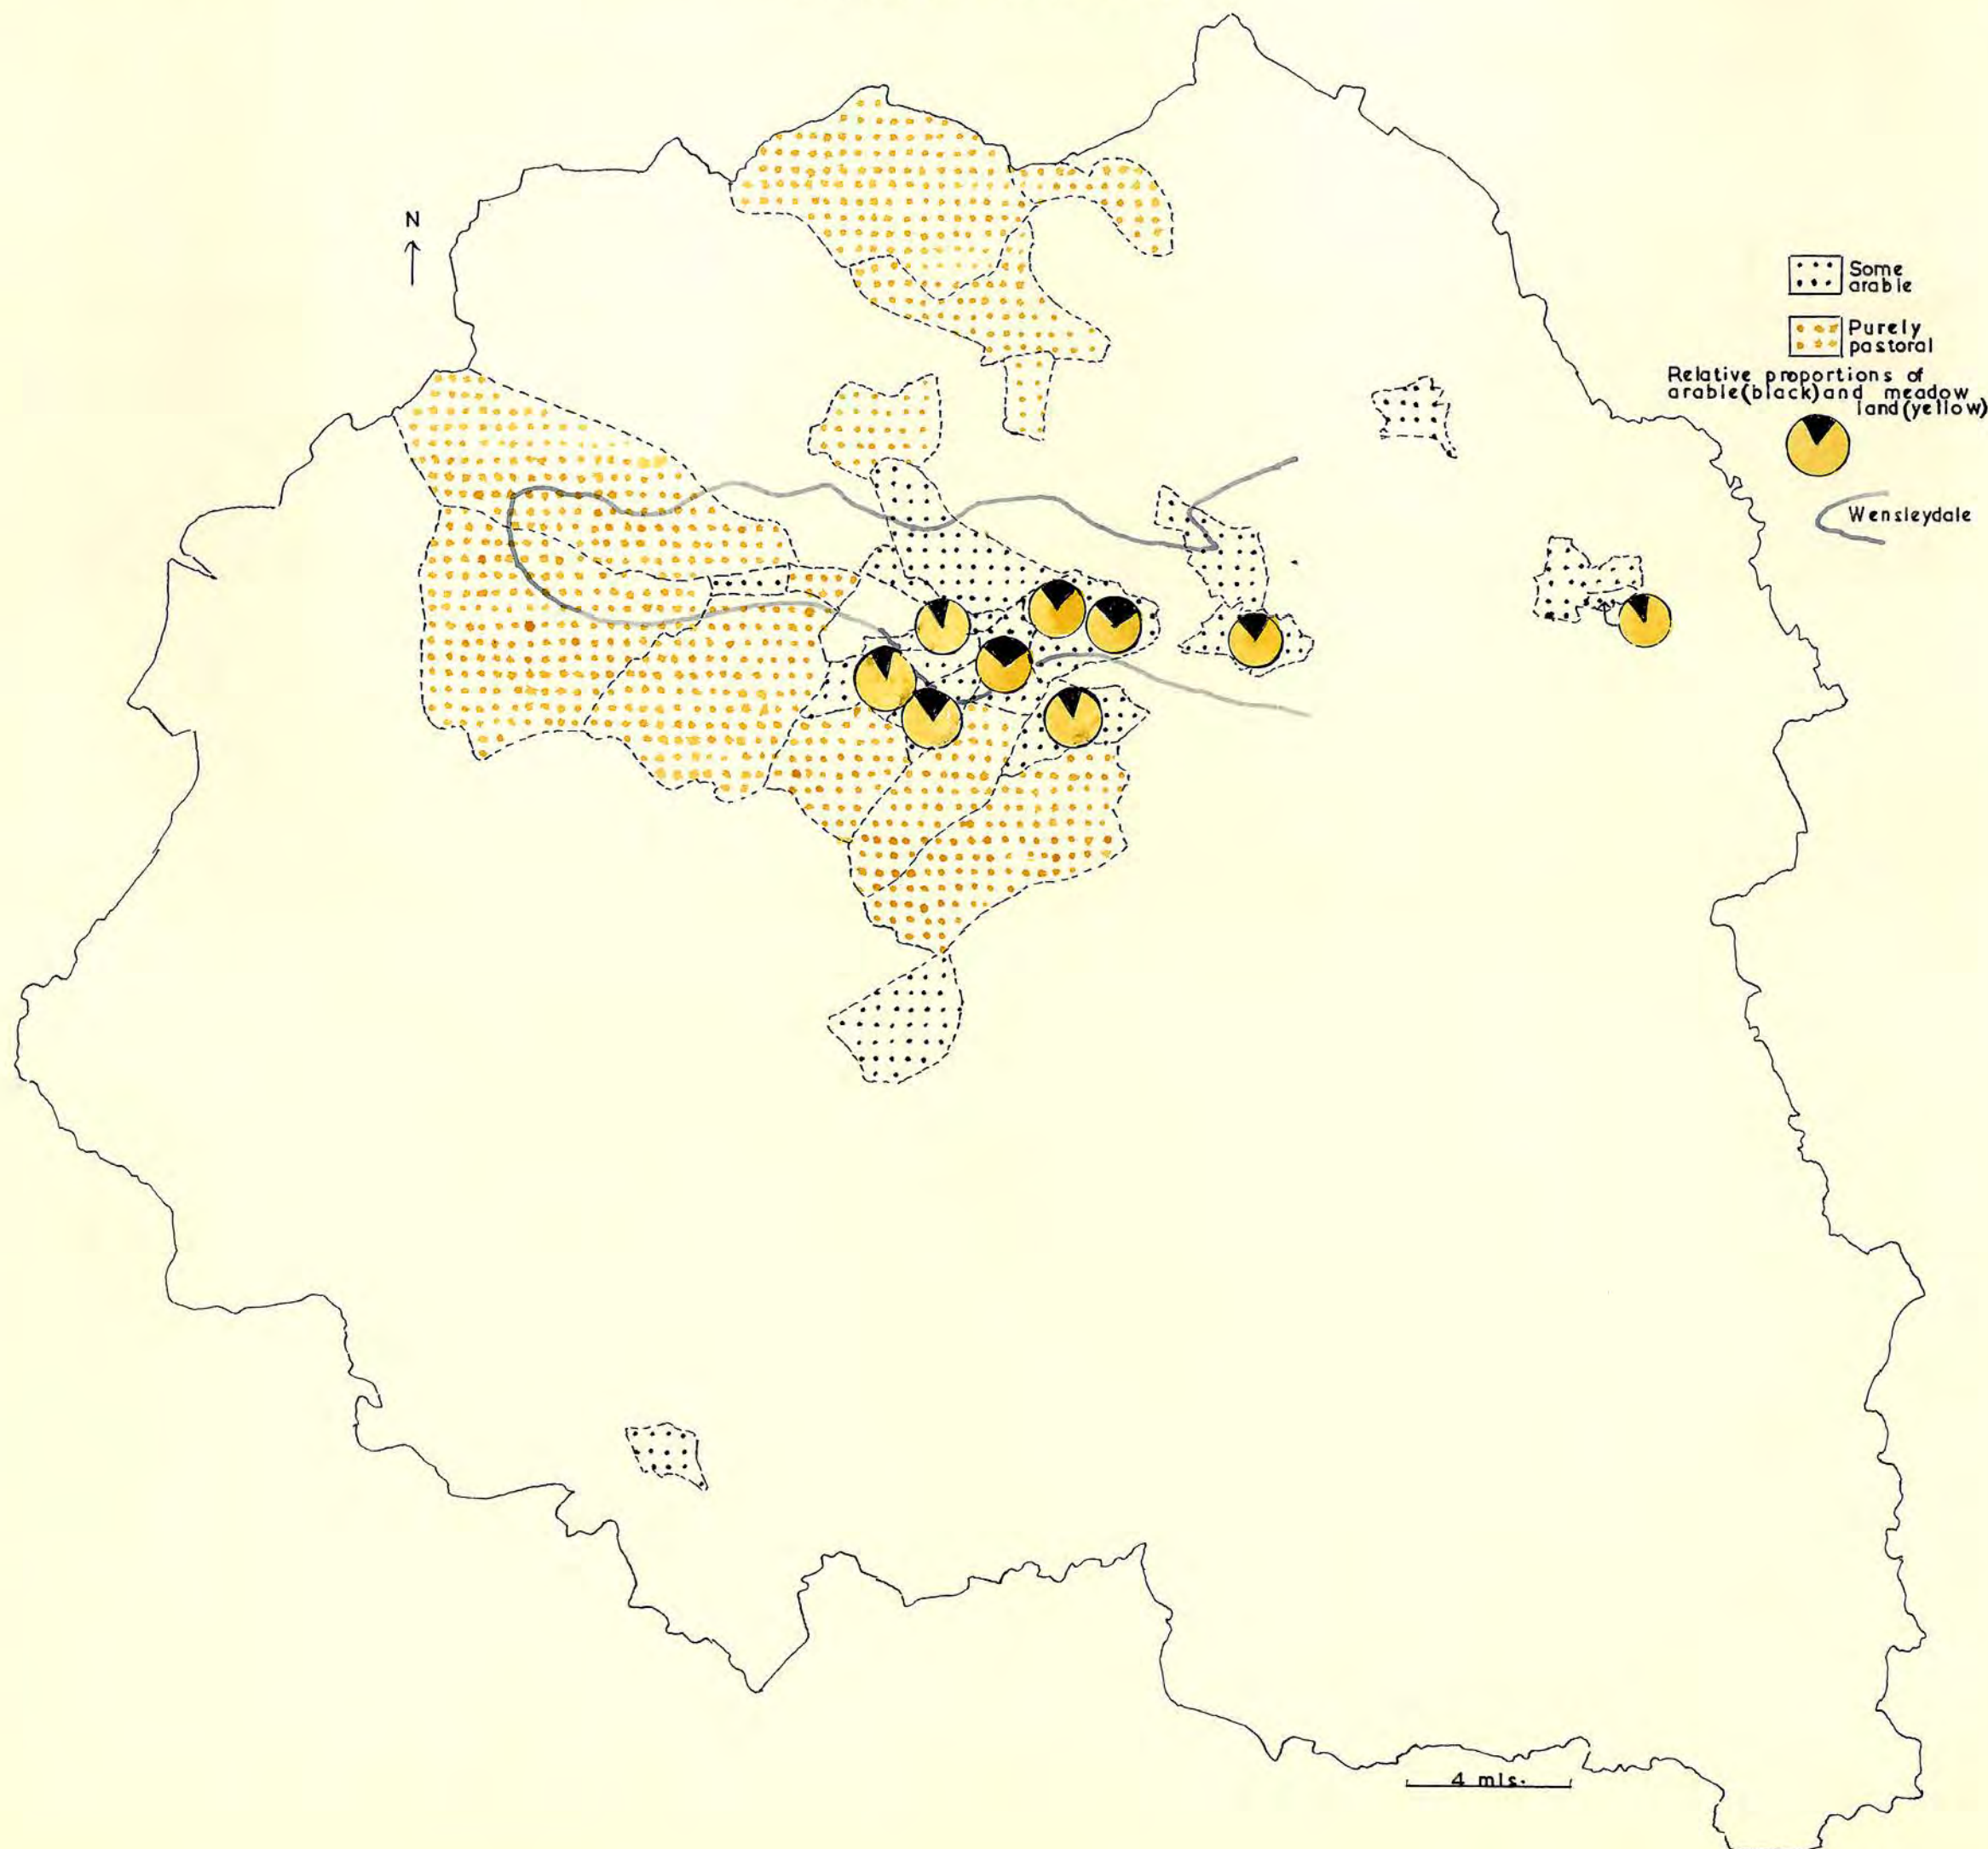 N
Some
arable
Purely
pastoral
Relative proportions of
arable(black)and meadow
land(yellow)
Wensleydale
4 mls.